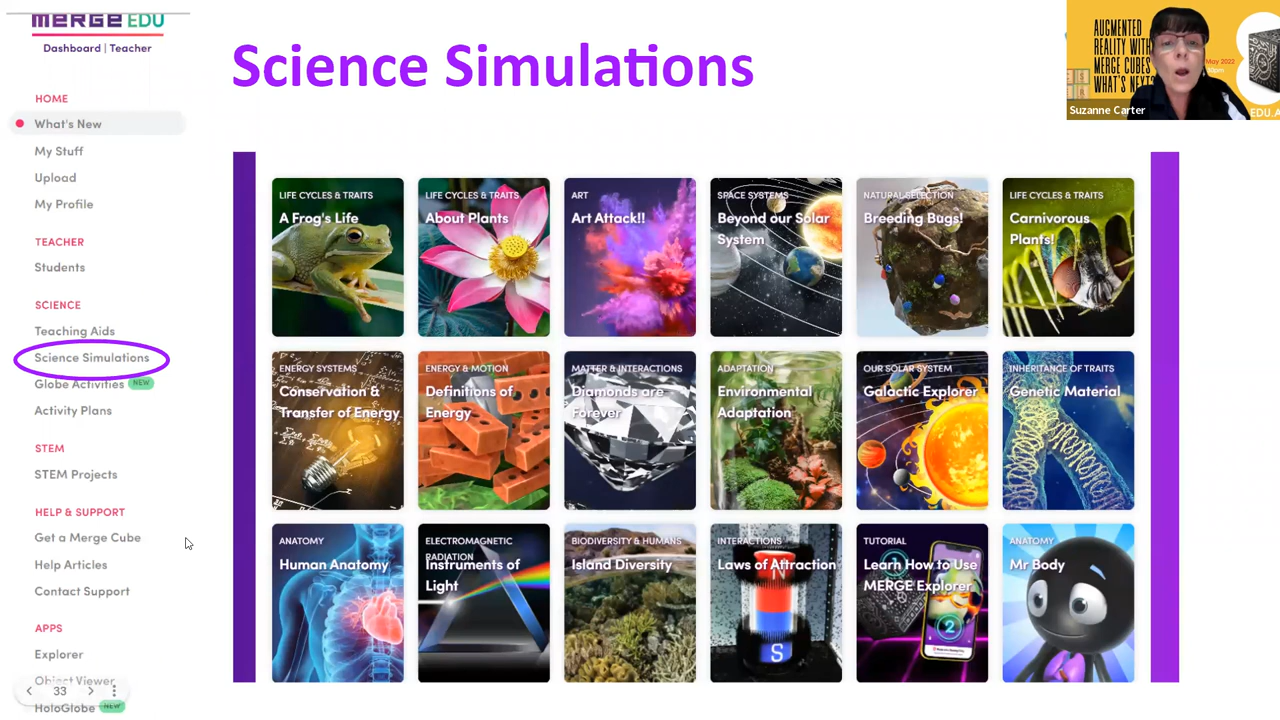 MERGE EDU
Dashboard | Teacher
HOME
What's New
My Stuff
Upload
My Profile
TEACHER
Students
SCIENCE
Teaching Aids
Science Simulations
Globe Activities NEW
Activity Plans
STEM
STEM Projects
HELP & SUPPORT
Get a Merge Cube
Help Articles
Contact Support
APPS
Explorer
Object Viewer
HoloGlobe NEW
33
Science Simulations
LIFE CYCLES & TRAITS
A Frog's Life
LIFE CYCLES & TRAITS
About Plants
ART
Art Attack!!
SPACE SYSTEMS
Beyond our Solar
System
NATURAL SELECTION
Breeding Bugs!
LIFE CYCLES & TRAITS
Carnivorous
Plants!
ENERGY SYSTEMS
Conservation &
Transfer of Energy
ENERGY & MOTION
Definitions of
Energy
MATTER & INTERACTIONS
Diamonds are
Forever
ADAPTATION
Environmental
Adaptation
OUR SOLAR SYSTEM
Galactic Explorer
INHERITANCE OF TRAITS
Genetic Material
ANATOMY
Human Anatomy
ELECTROMAGNETIC
RADIATION
Instruments of
Light
BIODIVERSITY & HUMANS
Island Diversity
INTERACTIONS
Laws of Attraction
N
S
TUTORIAL
Learn How to Use
MERGE Explorer
1
2
ANATOMY
Mr Body
AUGMENTED
REALITY WITH
MERGE CUBES
WHAT'S NEXT
May 2022
Suzanne Carter
EDU.A